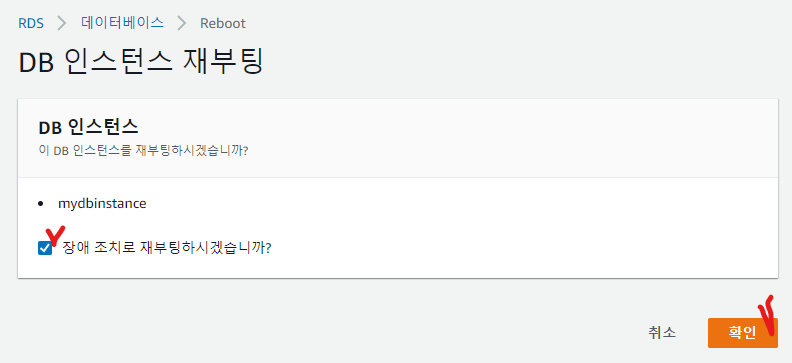 RDS > 데이터베이스 > Reboot
DB 인스턴스 재부팅
DB 인스턴스
이 DB 인스턴스를 재부팅하시겠습니까?
• mydbinstance
장애 조치로 재부팅하시겠습니까?
취소 확인